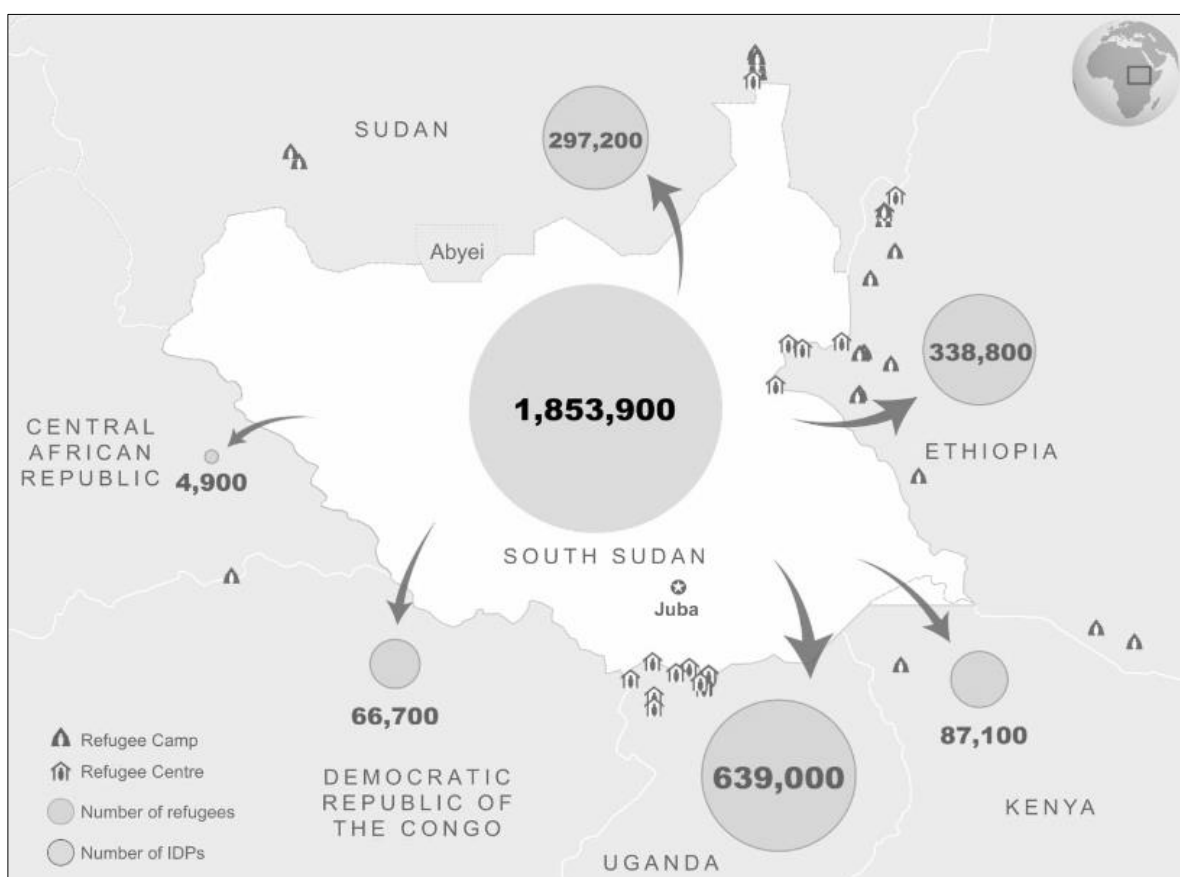 SUDAN
297,200
Abyei
338,800
ETHIOPIA
1,853,900
CENTRAL
AFRICAN
REPUBLIC
4,900
SOUTH SUDAN
Juba
66,700
87,100
639,000
DEMOCRATIC
REPUBLIC OF
THE CONGO
UGANDA
KENYA
Refugee Camp
Refugee Centre
Number of refugees
Number of IDPs